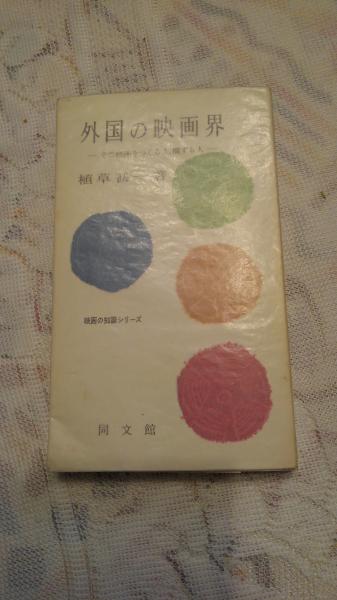 外国の映画界
植草甚一著
映画の知識シリーズ
同文館